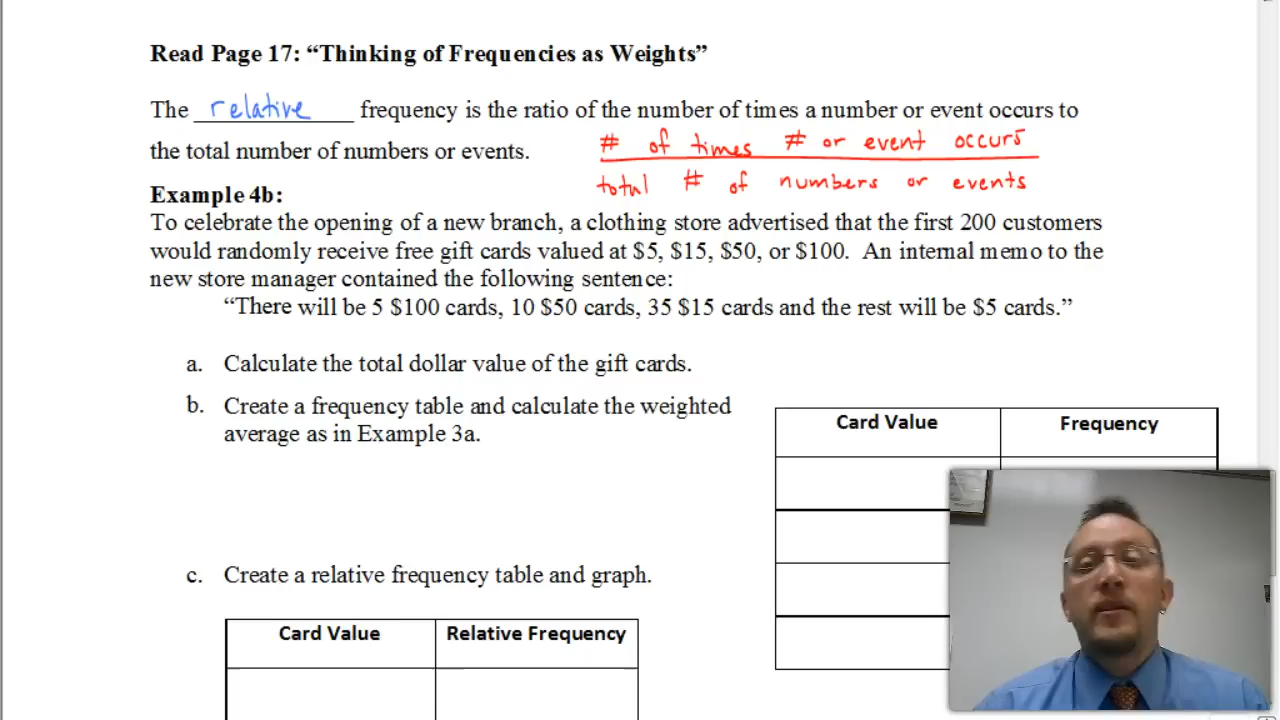 Read Page 17: “Thinking of Frequencies as Weights”
The relative frequency is the ratio of the number of times a number or event occurs to
the total number of numbers or events.
# of times # or event occurs
total # of numbers or events
Example 4b:
To celebrate the opening of a new branch, a clothing store advertised that the first 200 customers
would randomly receive free gift cards valued at $5, $15, $50, or $100. An internal memo to the
new store manager contained the following sentence:
“There will be 5 $100 cards, 10 $50 cards, 35 $15 cards and the rest will be $5 cards.”
a. Calculate the total dollar value of the gift cards.
b. Create a frequency table and calculate the weighted
average as in Example 3a.
Card Value Frequency
c. Create a relative frequency table and graph.
Card Value Relative Frequency